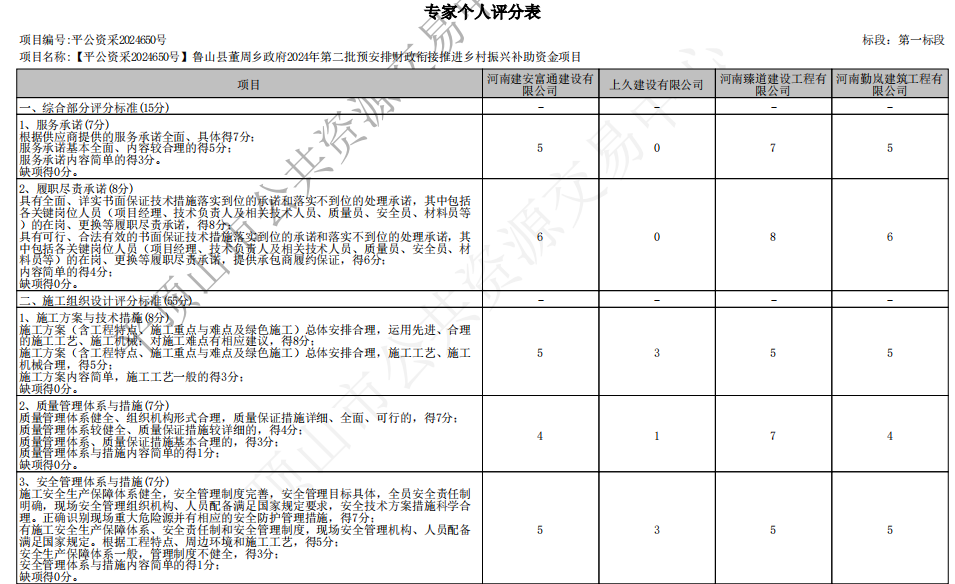 专家个人评分表
项目编号:平公资采2024650号 标段: 第一标段
项目名称:【平公资采2024650号】鲁山县董周乡政府2024年第二批预安排财政衔接推进乡村振兴补助资金项目
项目 河南建安富通建设有限公司 上久建设有限公司 河南臻道建设工程有限公司 河南勤岚建筑工程有限公司
一、综合部分评分标准(15分) – – – –
1、服务承诺(7分)
根据供应商提供的服务承诺全面、具体得7分;
服务承诺基本全面、内容较合理的得5分;
服务承诺内容简单的得3分。
缺项得0分。
5 0 7 5
2、履职尽责承诺(8分)
具有全面、详实书面保证技术措施落实到位的承诺和落实不到位的处理承诺, 其中包括
各关键岗位人员（项目经理、技术负责人及相关技术人员、质量员、安全员、材料员等
）的在岗、更换等履职尽责承诺, 得8分;
具有可行、合法有效的书面保证技术措施落实到位的承诺和落实不到位的处理承诺, 其
中包括各关键岗位人员（项目经理、技术负责人及相关技术人员、质量员、安全员、材
料员等）的在岗、更换等履职尽责承诺, 提供承包商履约保证, 得6分;
内容简单的得4分;
缺项得0分。
6 0 8 6
二、施工组织设计评分标准(55分) – – – –
1、施工方案与技术措施(8分)
施工方案（含工程特点、施工重点与难点及绿色施工）总体安排合理, 运用先进、合理
的施工工艺、施工机械; 对施工难点有相应建议, 得8分;
施工方案（含工程特点、施工重点与难点及绿色施工）总体安排合理, 施工工艺、施工
机械合理, 得5分;
施工方案内容简单, 施工工艺一般的得3分;
缺项得0分。
5 3 5 5
2、质量管理体系与措施(7分)
质量管理体系健全、组织机构形式合理, 质量保证措施详细、全面、可行的, 得7分;
质量管理体系较健全、质量保证措施较详细的, 得4分;
质量管理体系、质量保证措施基本合理的, 得3分;
质量管理体系与措施内容简单的得1分;
缺项得0分。
4 1 7 4
3、安全管理体系与措施(7分)
施工安全生产保障体系健全, 安全管理制度完善, 安全管理目标具体, 全员安全责任制
明确, 现场安全管理组织机构、人员配备满足国家规定要求, 安全技术方案措施科学合
理。正确识别现场重大危险源并有相应的安全防护管理措施, 得7分;
有施工安全生产保障体系、安全责任制和安全管理制度, 现场安全管理机构、人员配备
满足国家规定。根据工程特点、周边环境和施工工艺, 得5分;
安全生产保障体系一般, 管理制度不健全, 得3分;
安全管理体系与措施内容简单的得1分;
缺项得0分。
5 3 5 5
平顶山市公共资源交易中心
顶山市公共资源交易中心